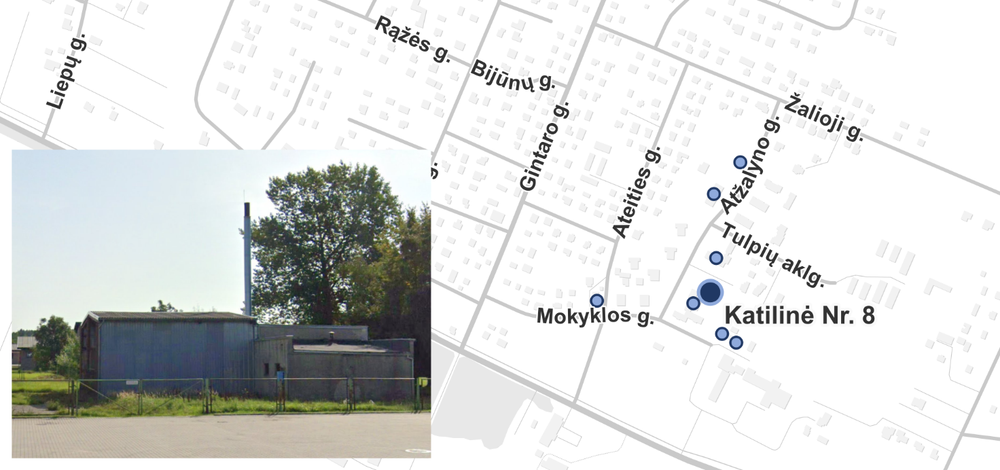 Liepų g.
Rąžės g.
Bijūnų g.
Gintaro g.
Ateities g.
Atžalyno g.
Žalioji g.
Tulpių aklg.
Mokyklos g.
Katilinė Nr. 8
g.